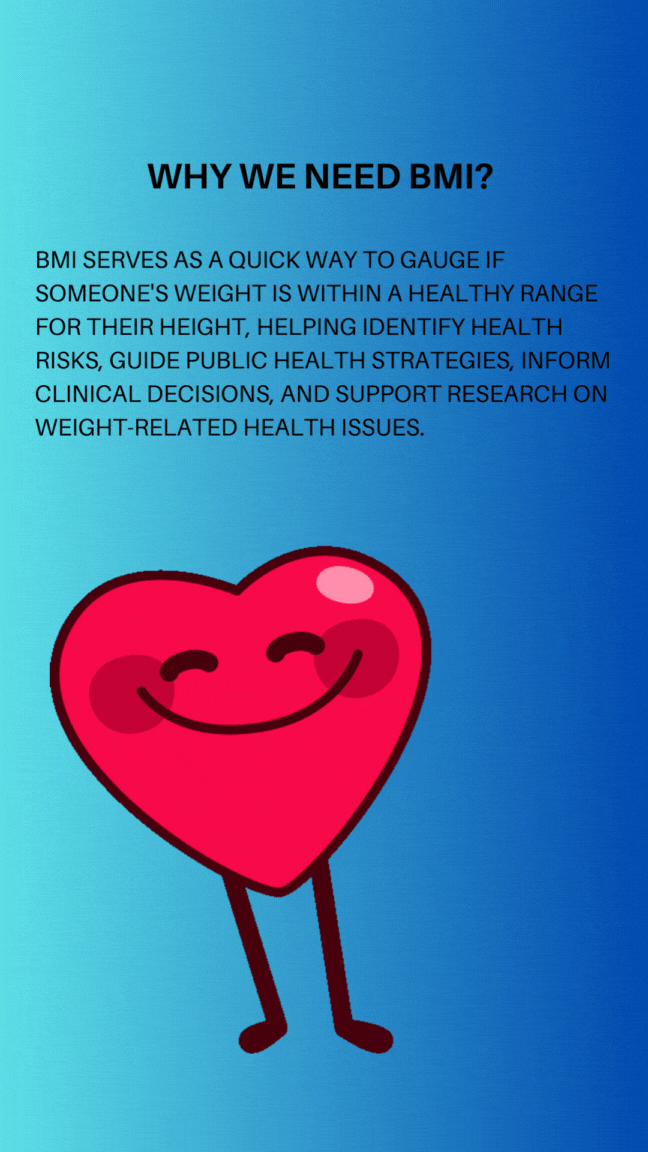 WHY WE NEED BMI?
BMI SERVES AS A QUICK WAY TO GAUGE IF
SOMEONE'S WEIGHT IS WITHIN A HEALTHY RANGE
FOR THEIR HEIGHT, HELPING IDENTIFY HEALTH
RISKS, GUIDE PUBLIC HEALTH STRATEGIES, INFORM
CLINICAL DECISIONS, AND SUPPORT RESEARCH ON
WEIGHT-RELATED HEALTH ISSUES.